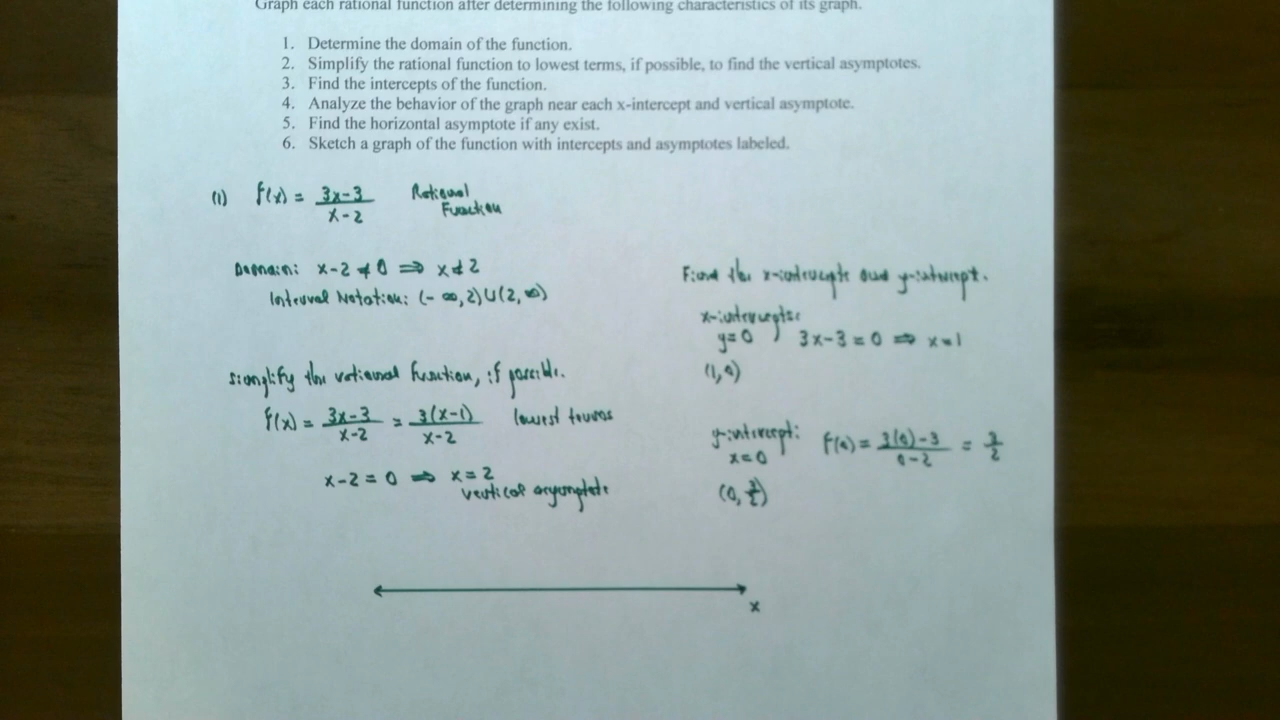 Graph each rational function after determining the following characteristics of its graph.
1. Determine the domain of the function.
2. Simplify the rational function to lowest terms, if possible, to find the vertical asymptotes.
3. Find the intercepts of the function.
4. Analyze the behavior of the graph near each x-intercept and vertical asymptote.
5. Find the horizontal asymptote if any exist.
6. Sketch a graph of the function with intercepts and asymptotes labeled.
(1) f(x) = (3x-3)/(x-2) Rational Function
Domain: x-2 ≠ 0 ⇒ x ≠ 2
Interval Notation: (-∞,2)∪(2,∞)
Simplify the rational function, if possible.
f(x) = (3x-3)/(x-2) = 3(x-1)/(x-2) lowest terms
x-2 = 0 ⇒ x = 2
vertical asymptote
Find the x-intercepts and y-intercept.
x-intercepts:
y=0, 3x-3 = 0 ⇒ x=1
(1,0)
y-intercept: f(0) = (3(0)-3)/(0-2) = 3/2
x=0
(0, 3/2)
x